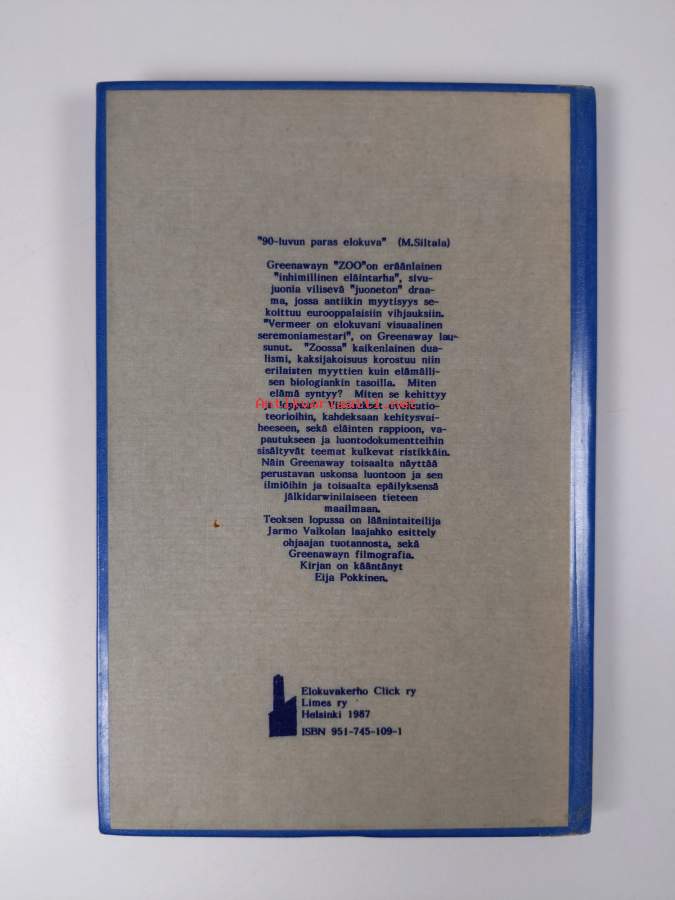 "90-luvun paras elokuva" (M.Siltala)
Greenawayn "ZOO"on eräänlainen
"inhimillinen eläintarha", sivu-
juonia vilisevä "juoneton" draa-
ma, jossa antiikin myytisyys se-
koittuu eurooppalaisiin vihjauksiin.
"Vermeer on elokuvani visuaalinen
seremoniamestari", on Greenaway lau-
sunut. "Zoossa" kaikenlainen dua-
lismi, kaksijakoisuus korostuu niin
erilaisten myyttien kuin elämälli-
sen biologiankin tasoilla. Miten
elämä syntyy? Miten se kehittyy
Antikvariaatti.net
teorioihin, kahdeksaan kehitysvai-
heeseen, sekä eläinten rappioon, va-
pautukseen ja luontodokumentteihin
sisältyvät teemat kulkevat ristikkäin.
Näin Greenaway toisaalta näyttää
perustavan uskonsa luontoon ja sen
ilmiöihin ja toisaalta epäilyksensä
jälkidarwinilaiseen tieteen
maailmaan.
Teoksen lopussa on läänintaiteilija
Jarmo Valkolan laajahko esittely
ohjaajan tuotannosta, sekä
Greenawayn filmografia.
Kirjan on kääntänyt
Eija Pokkinen.
Elokuvakerho Click ry
Limes ry
Helsinki 1987
ISBN 951-745-109-1